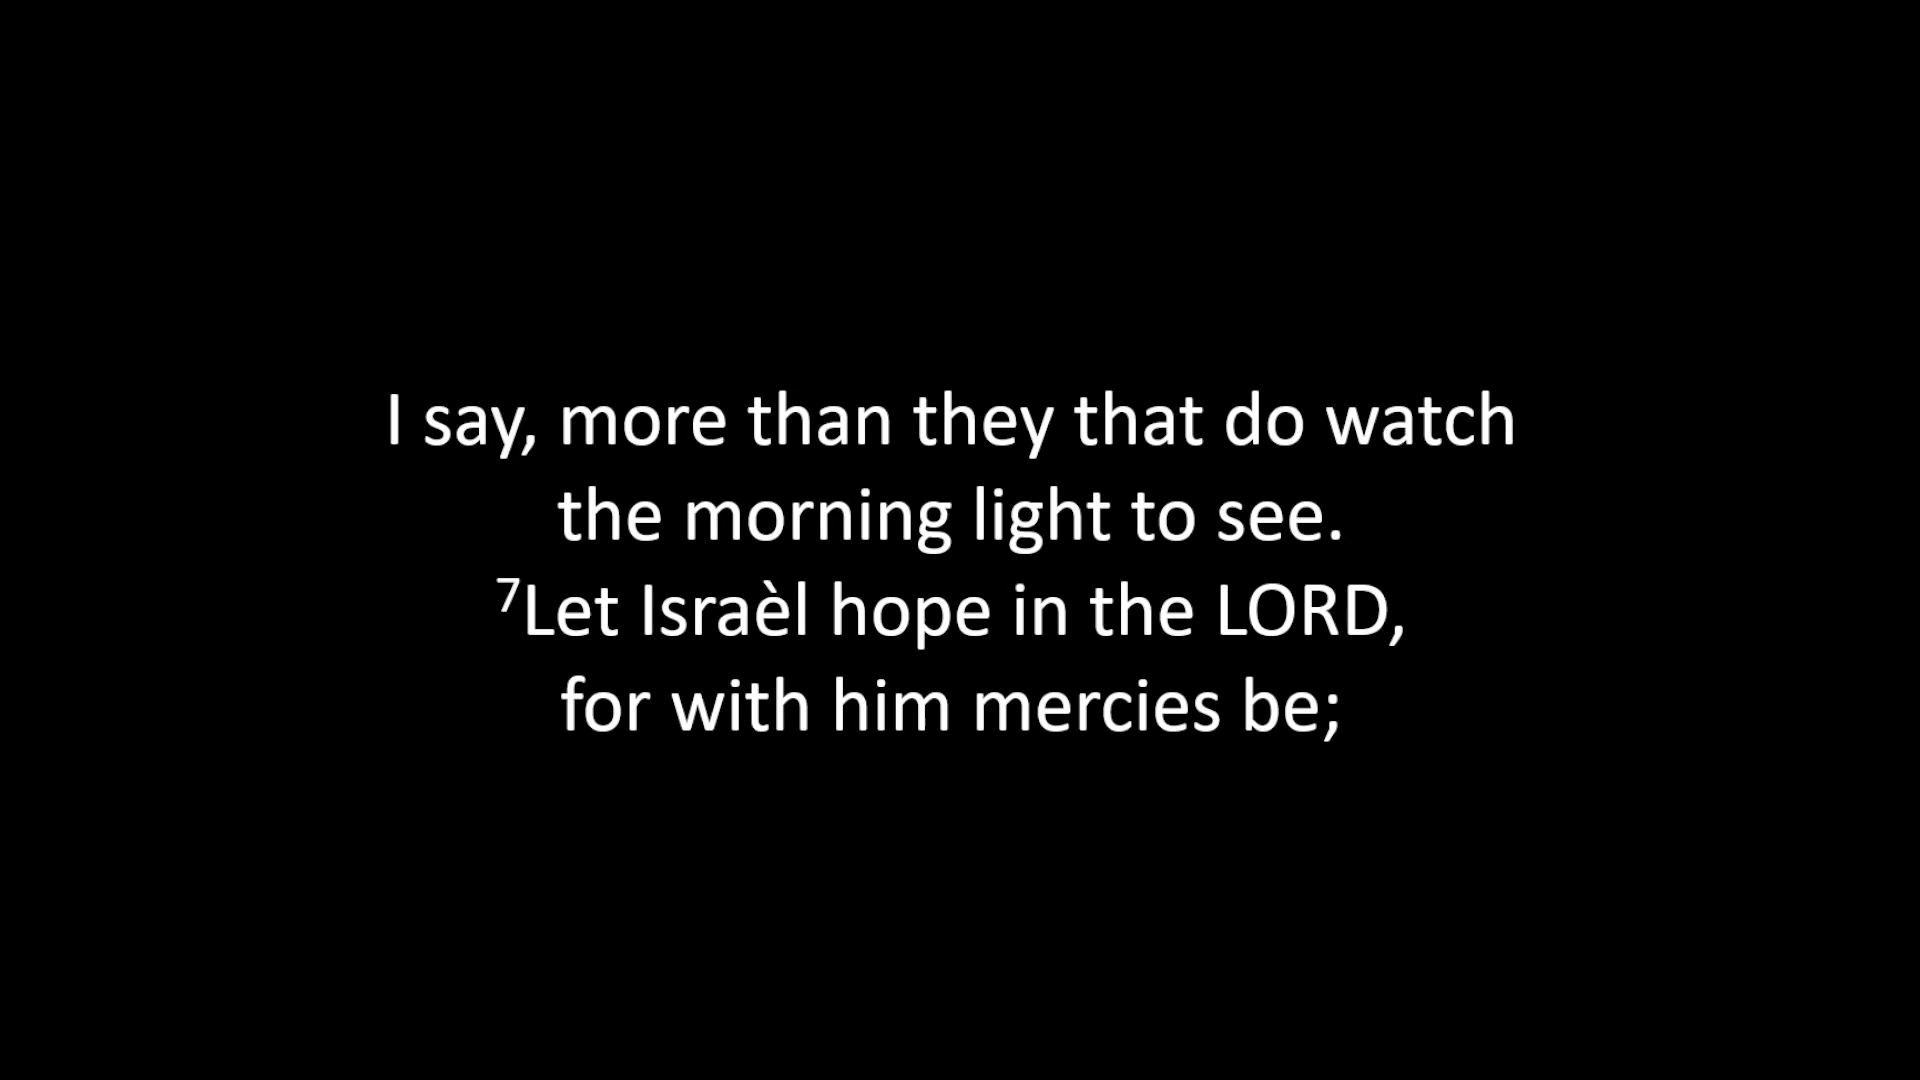 I say, more than they that do watch
the morning light to see.
⁷Let Israèl hope in the LORD,
for with him mercies be;